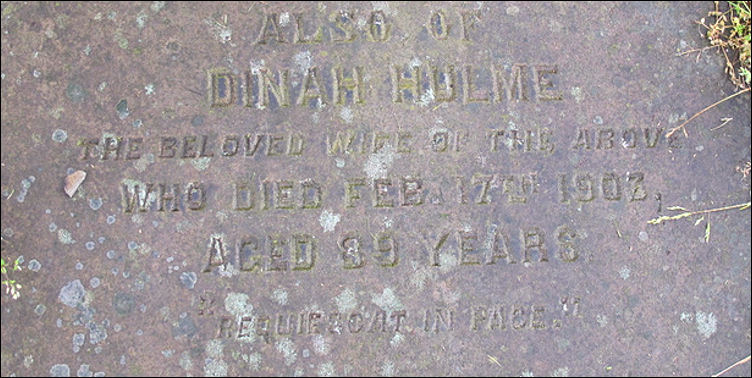 ALSO OF
DINAH HULME
THE BELOVED WIFE OF THE ABOVE
WHO DIED FEB. 17TH 1903,
AGED 89 YEARS.
"REQUIESCAT IN PACE."